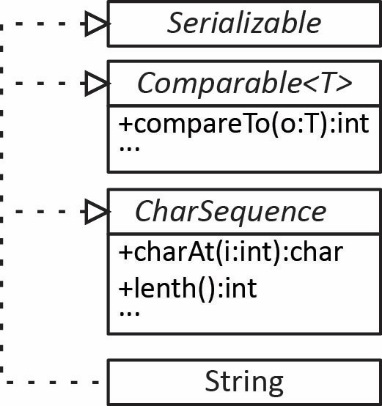 Serializable
Comparable<T>
+compareTo(o:T):int
...
CharSequence
+charAt(i:int):char
+lenth():int
...
String